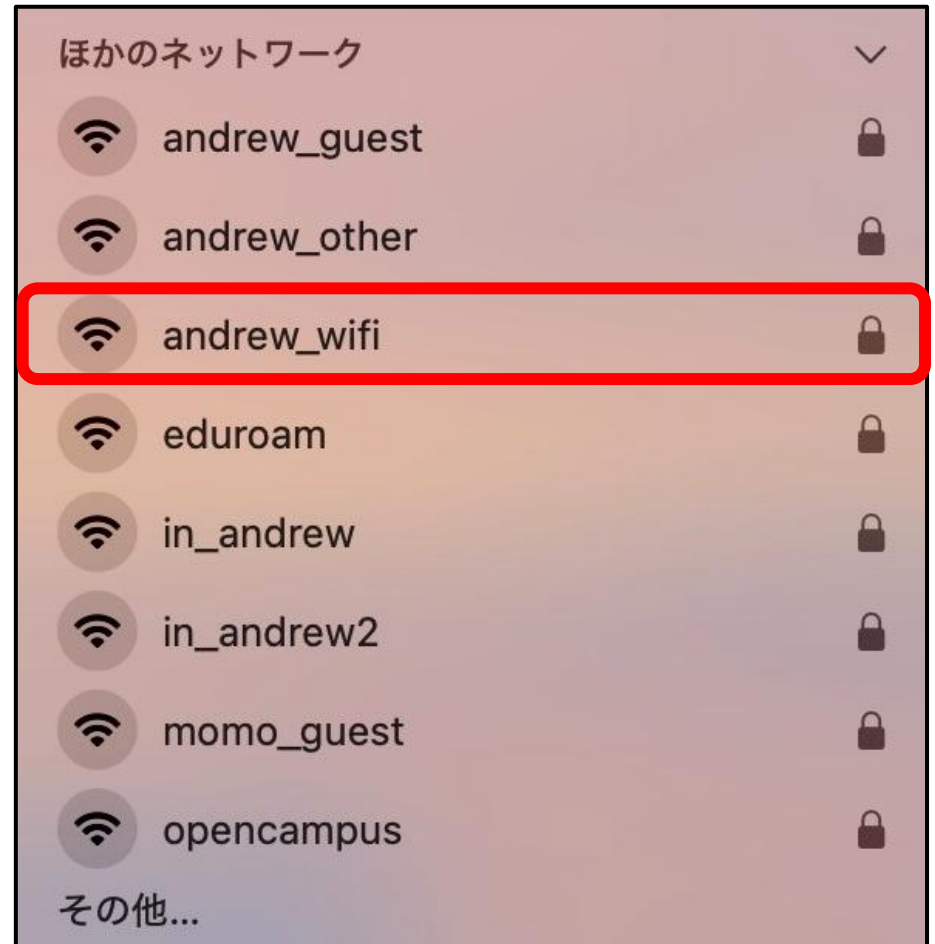 ほかのネットワーク
andrew_guest
andrew_other
andrew_wifi
eduroam
in_andrew
in_andrew2
momo_guest
opencampus
その他...